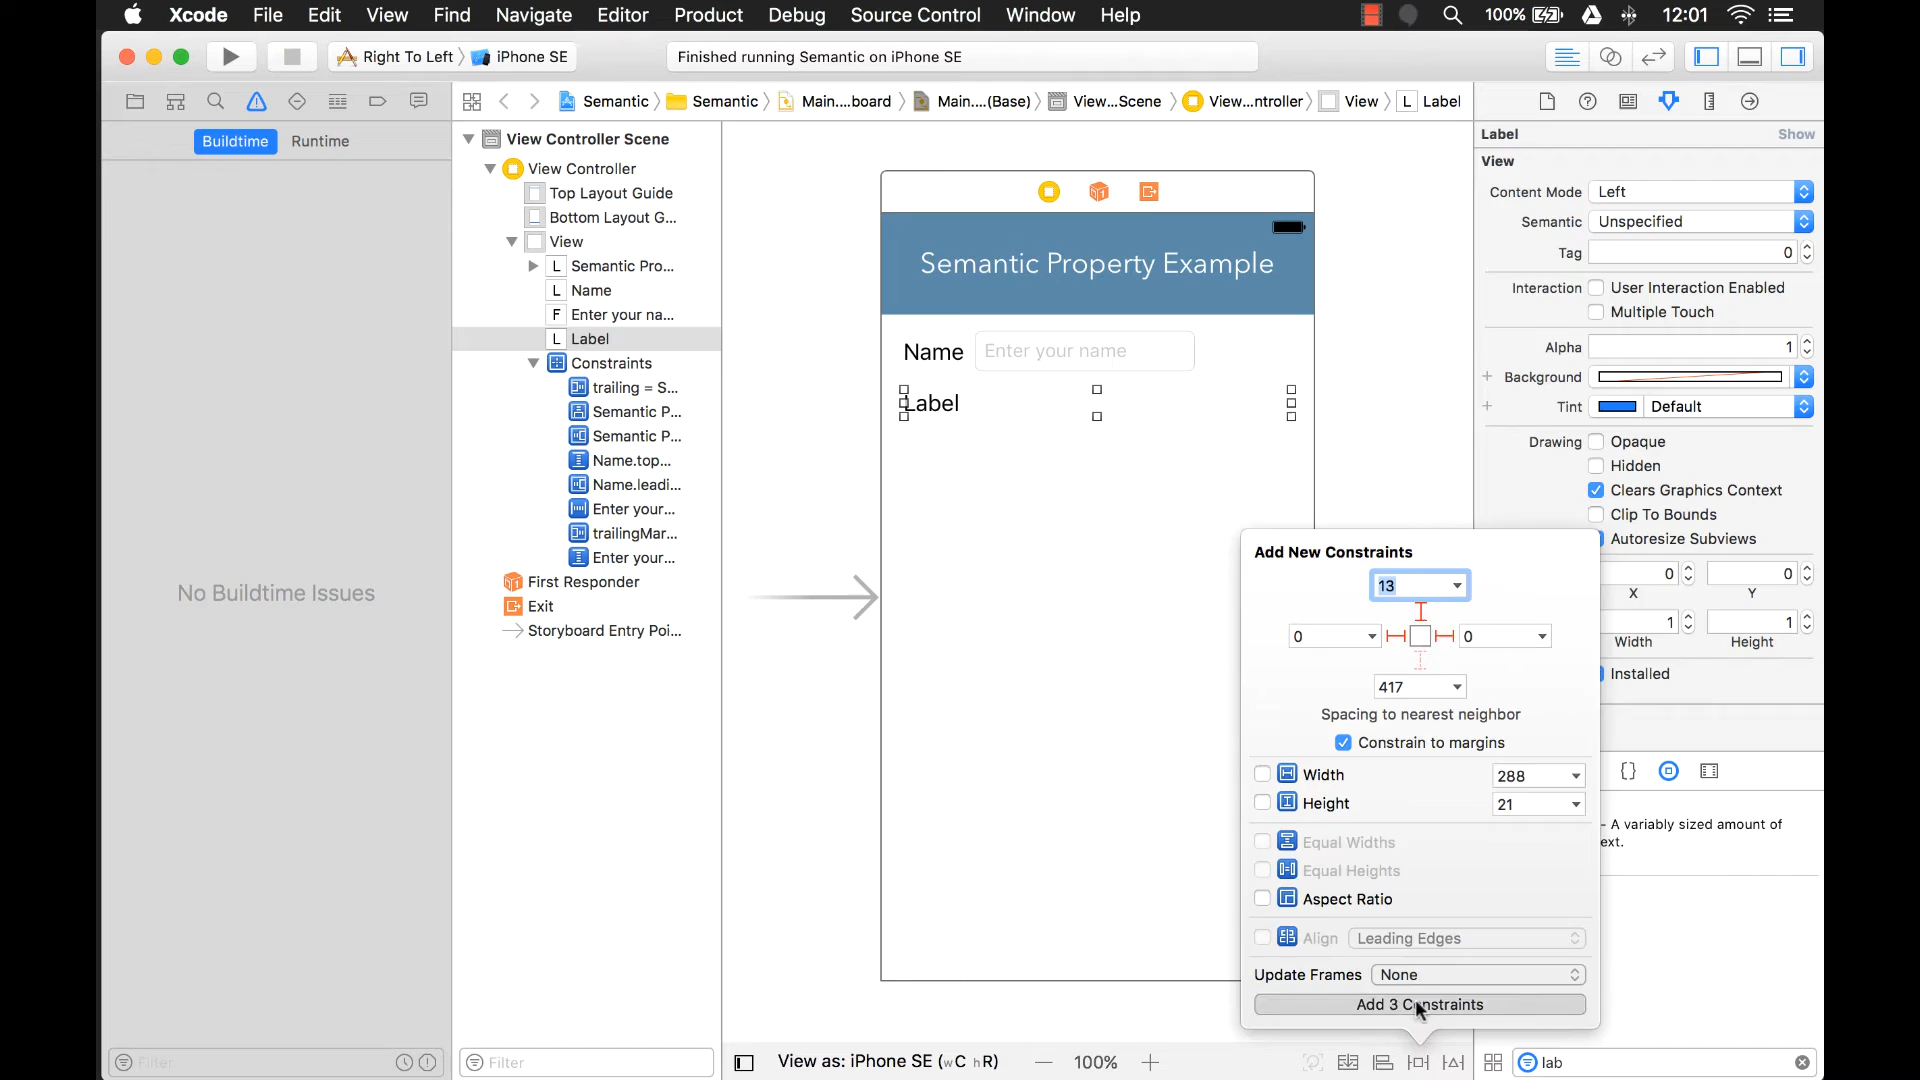 Xcode File Edit View Find Navigate Editor Product Debug Source Control Window Help 100% 12:01
Right To Left iPhone SE
Finished running Semantic on iPhone SE
Semantic Semantic Main....board Main....(Base) View...Scene View...ntroller View L Label
Buildtime Runtime
No Buildtime Issues
Filter
View Controller Scene
View Controller
Top Layout Guide
Bottom Layout G...
View
L Semantic Pro...
L Name
F Enter your na...
L Label
Constraints
trailing = S...
Semantic P...
Semantic P...
Name.top...
Name.leadi...
Enter your...
trailingMar...
Enter your...
First Responder
Exit
Storyboard Entry Poi...
Filter
Semantic Property Example
Name Enter your name
Label
View as: iPhone SE (wC hR) 100%
Add New Constraints
13
0 0
417
Spacing to nearest neighbor
Constrain to margins
Width 288
Height 21
Equal Widths
Equal Heights
Aspect Ratio
Align Leading Edges
Update Frames None
Add 3 Constraints
Label Show
View
Content Mode Left
Semantic Unspecified
Tag 0
Interaction User Interaction Enabled
Multiple Touch
Alpha 1
Background
Tint Default
Drawing Opaque
Hidden
Clears Graphics Context
Clip To Bounds
Autoresize Subviews
0 0
X Y
1 1
Width Height
Installed
{}
- A variably sized amount of
ext.
lab